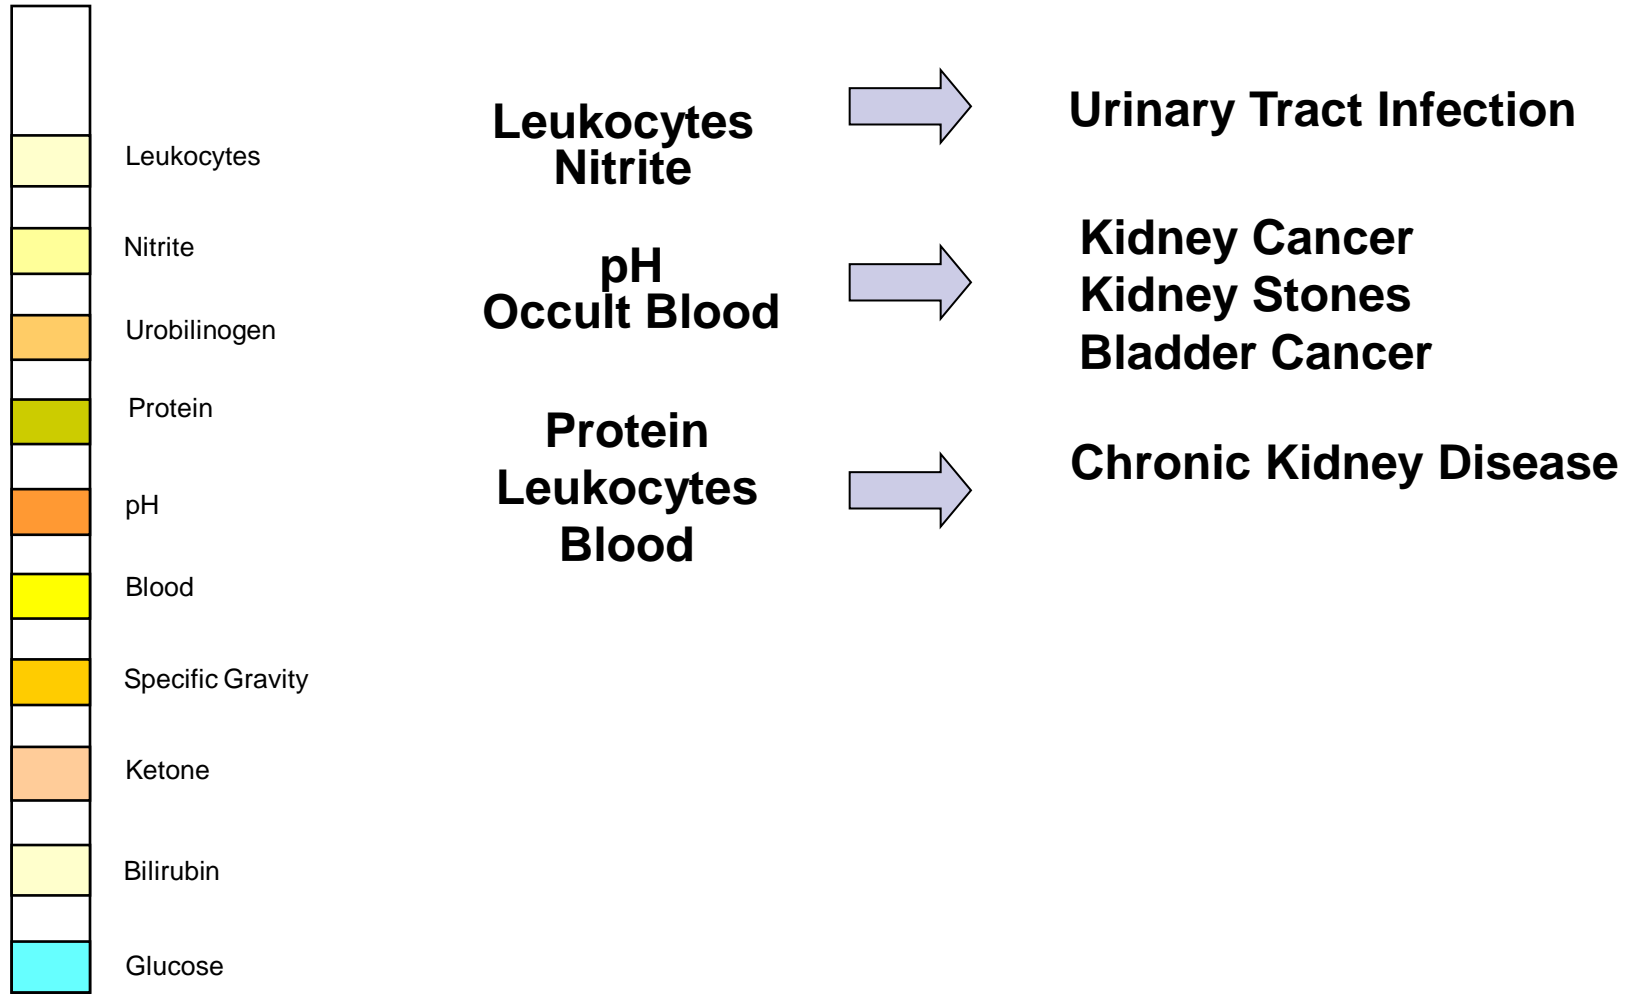 Leukocytes
Nitrite
Urobilinogen
Protein
pH
Blood
Specific Gravity
Ketone
Bilirubin
Glucose
Leukocytes
Nitrite
Urinary Tract Infection
pH
Occult Blood
Kidney Cancer
Kidney Stones
Bladder Cancer
Protein
Leukocytes
Blood
Chronic Kidney Disease